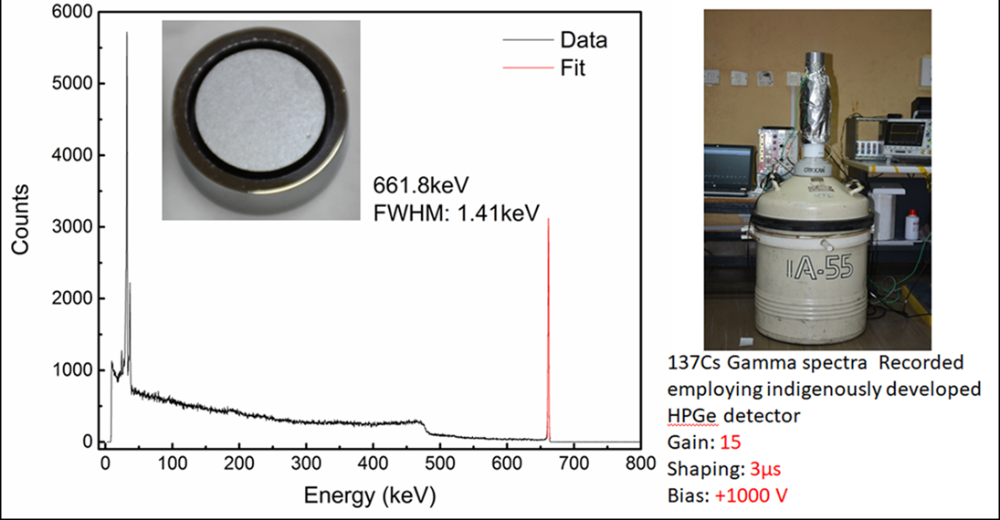 6000
5000
4000
3000
2000
1000
0
Counts
0 100 200 300 400 500 600 700 800
Energy (keV)
Data
Fit
661.8keV
FWHM: 1.41keV
IA-55
137Cs Gamma spectra Recorded
employing indigenously developed
HPGe detector
Gain: 15
Shaping: 3µs
Bias: +1000 V